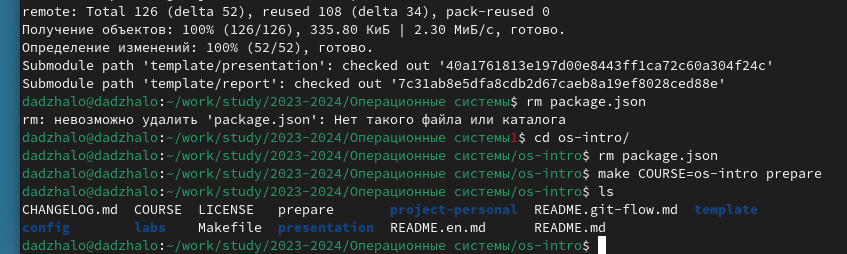 remote: Total 126 (delta 52), reused 108 (delta 34), pack-reused 0
Получение объектов: 100% (126/126), 335.80 КиБ | 2.30 МиБ/с, готово.
Определение изменений: 100% (52/52), готово.
Submodule path 'template/presentation': checked out '40a1761813e197d00e8443ff1ca72c60a304f24c'
Submodule path 'template/report': checked out '7c31ab8e5dfa8cdb2d67caeb8a19ef8028ced88e'
dadzhalo@dadzhalo:~/work/study/2023-2024/Операционные системы$ rm package.json
rm: невозможно удалить 'package.json': Нет такого файла или каталога
dadzhalo@dadzhalo:~/work/study/2023-2024/Операционные системы1$ cd os-intro/
dadzhalo@dadzhalo:~/work/study/2023-2024/Операционные системы/os-intro$ rm package.json
dadzhalo@dadzhalo:~/work/study/2023-2024/Операционные системы/os-intro$ make COURSE=os-intro prepare
dadzhalo@dadzhalo:~/work/study/2023-2024/Операционные системы/os-intro$ ls
CHANGELOG.md COURSE LICENSE prepare project-personal README.git-flow.md template
config labs Makefile presentation README.en.md README.md
dadzhalo@dadzhalo:~/work/study/2023-2024/Операционные системы/os-intro$